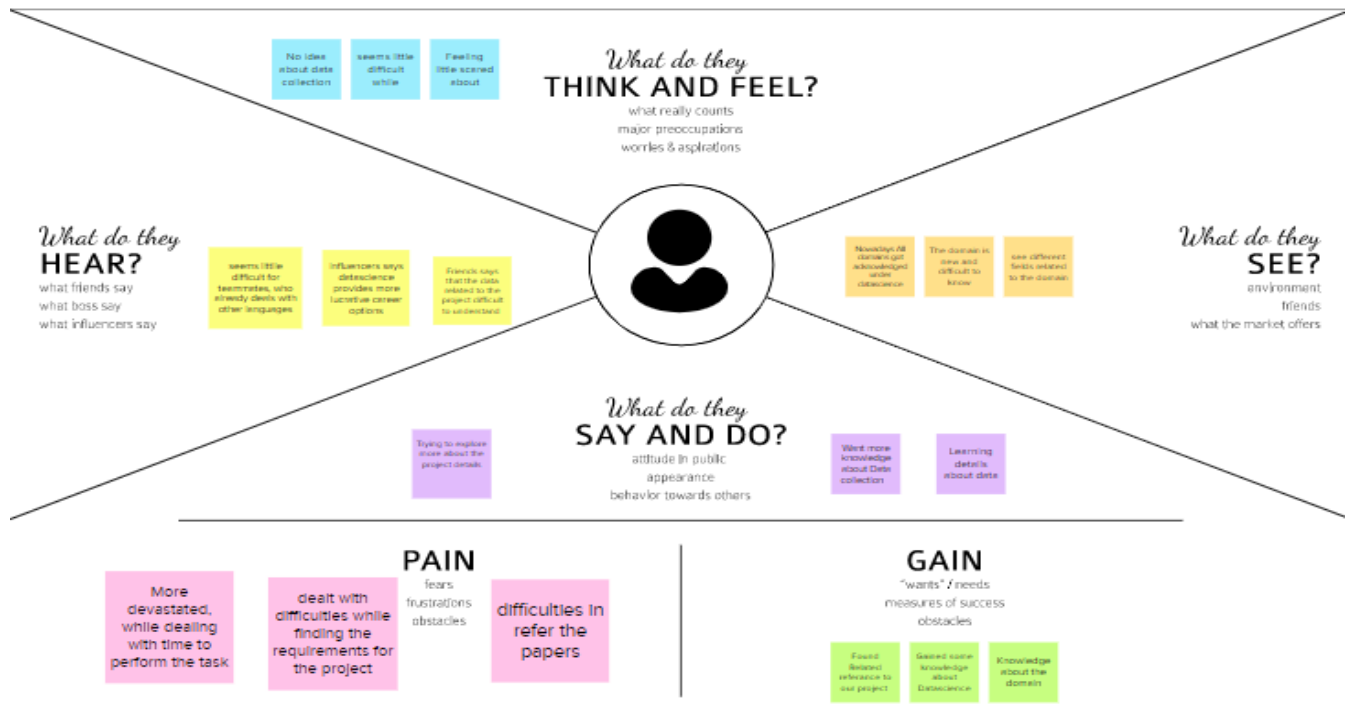 No idea
about data
collection
seems little
difficult
while
Feeling
little scared
about
What do they
THINK AND FEEL?
what really counts
major preoccupations
worries & aspirations
What do they
HEAR?
what friends say
what boss say
what influencers say
seems little
difficult for
teammates, who
already deals with
other languages
Influencers says
datascience
provides more
lucrative career
options
Friends says
that the data
related to the
project difficult
to understand
Nowadays All
domains got
acknowledged
under
datascience
The domain is
new and
difficult to
know
see different
fields related
to the domain
What do they
SEE?
environment
friends
what the market offers
What do they
SAY AND DO?
attitude in public
appearance
behavior towards others
Trying to explore
more about the
project details
Want more
knowledge
about Data
collection
Learning
details
about data
PAIN
fears
frustrations
obstacles
More
devastated,
while dealing
with time to
perform the task
dealt with
difficulties while
finding the
requirements for
the project
difficulties in
refer the
papers
GAIN
"wants" / needs
measures of success
obstacles
Found
Related
referance to
our project
Gained some
knowledge
about
Datascience
Knowledge
about the
domain